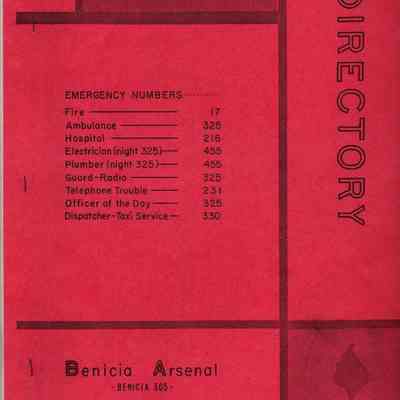 DIRECTORY
EMERGENCY NUMBERS
Fire 17
Ambulance 325
Hospital 216
Electrician (night 325) 455
Plumber (night 325) 455
Guard-Radio 325
Telephone Trouble 231
Officer of the Day 325
Dispatcher-Taxi Service 330
Benicia Arsenal
- BENICIA 305 -